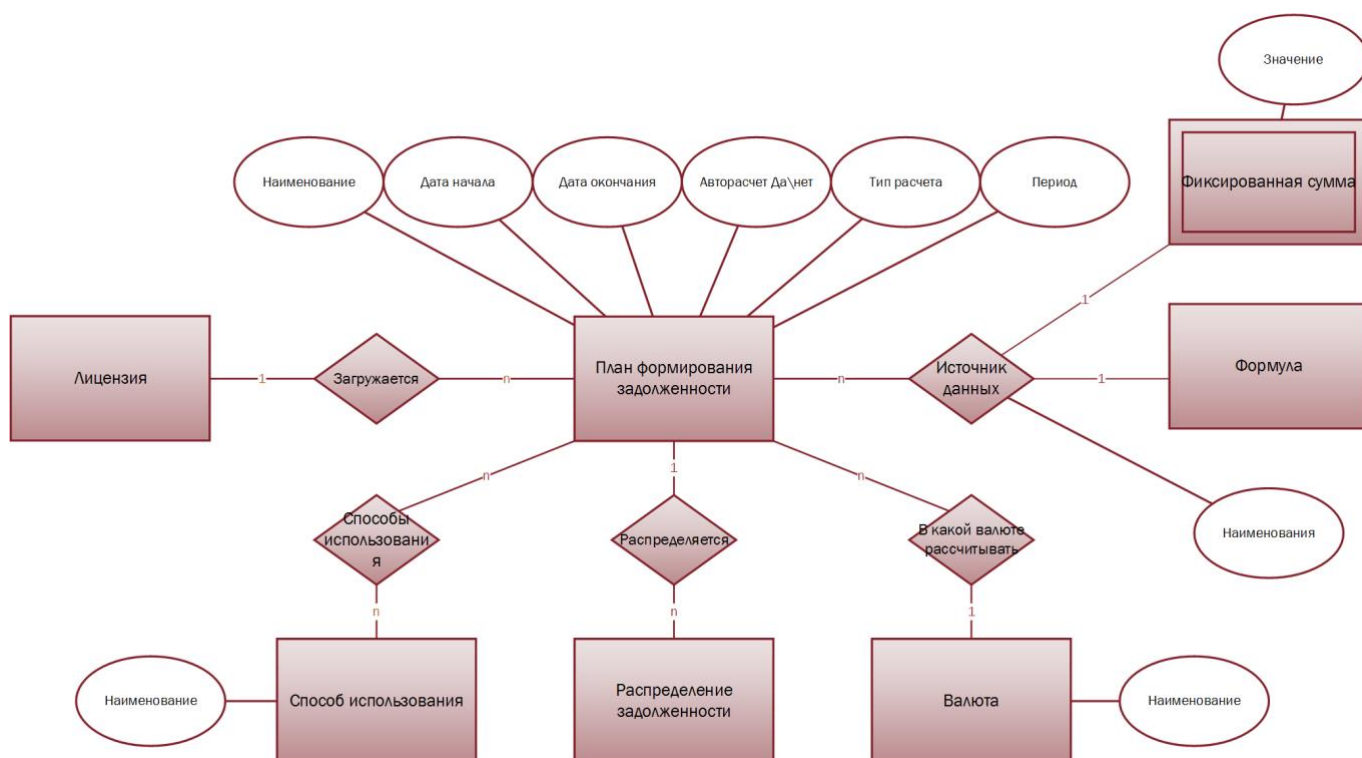 Значение
Фиксированная сумма
Наименование
Дата начала
Дата окончания
Авторасчет Да\нет
Тип расчета
Период
1
Лицензия
1
Загружается
n
План формирования
задолженности
n
Источник
данных
1
Формула
n
1
n
Способы
использовани
я
Распределяется
В какой валюте
рассчитывать
Наименования
n
n
1
Наименование
Способ использования
Распределение
задолженности
Валюта
Наименование